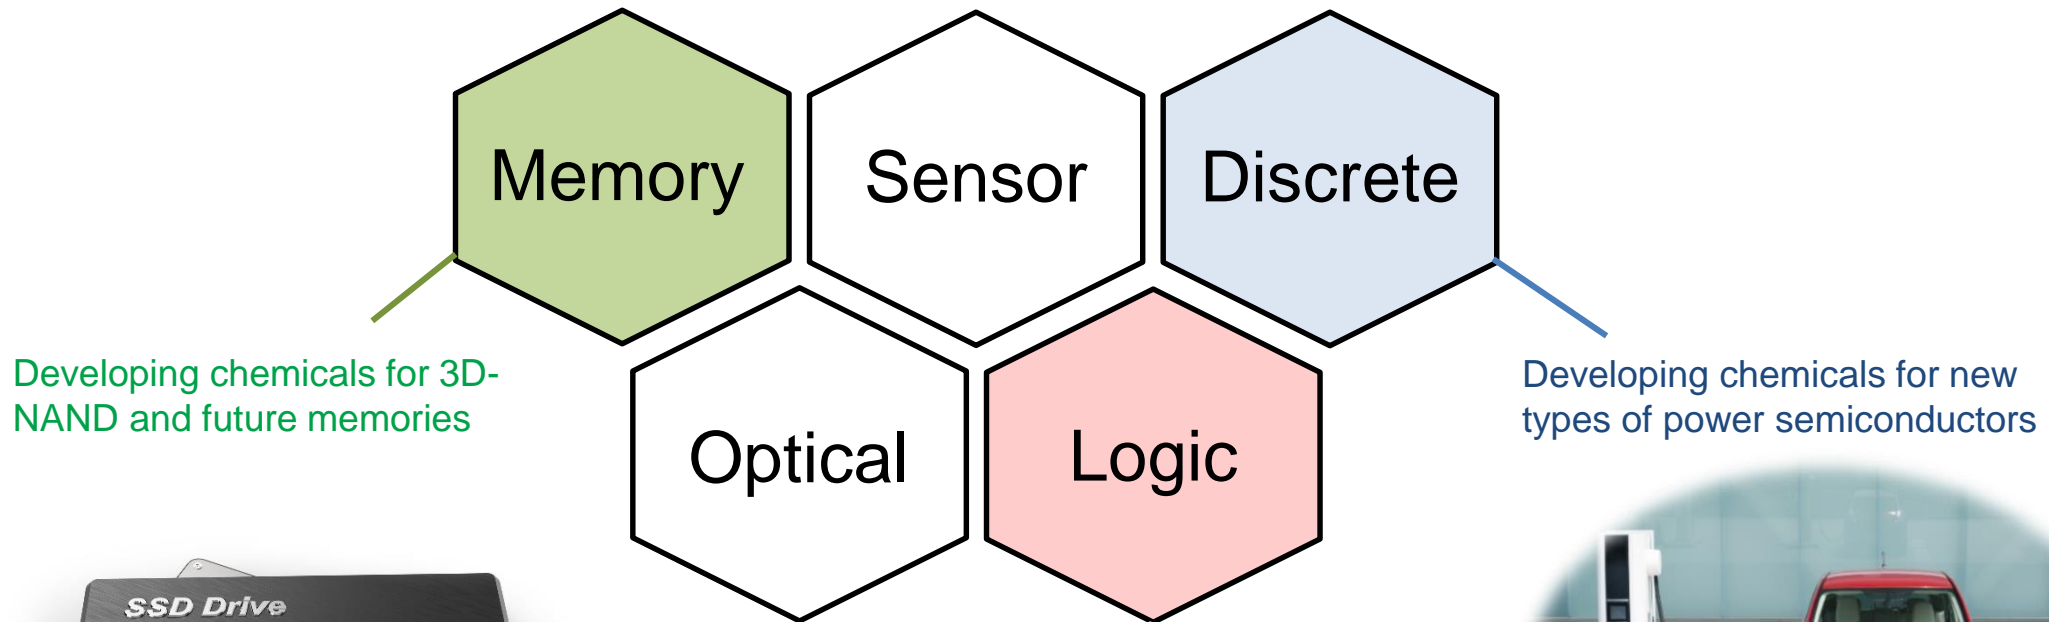 Memory
Sensor
Discrete
Developing chemicals for 3D-
NAND and future memories
Optical
Logic
Developing chemicals for new
types of power semiconductors
SSD Drive